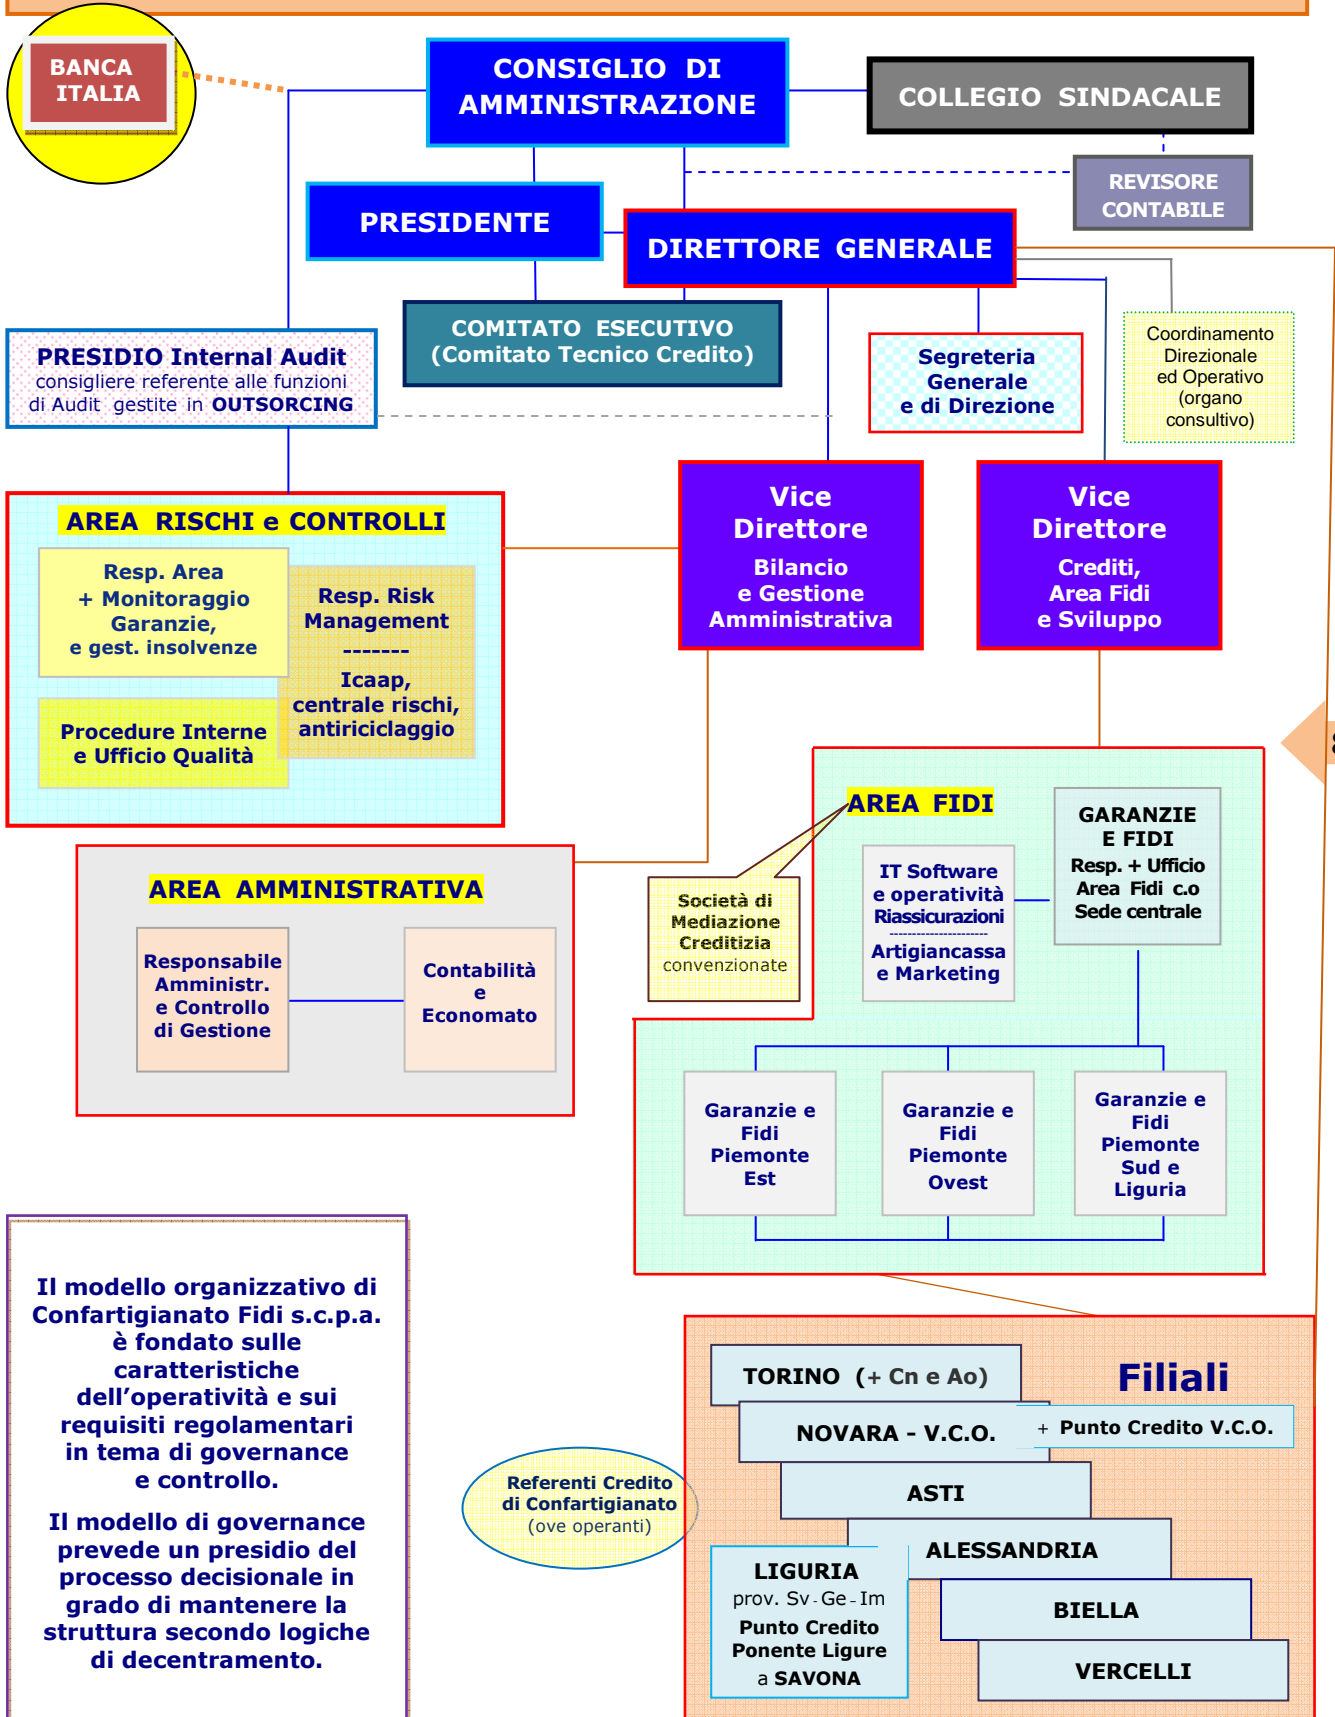 BANCA
ITALIA
CONSIGLIO DI
AMMINISTRAZIONE
COLLEGIO SINDACALE
REVISORE
CONTABILE
PRESIDENTE
DIRETTORE GENERALE
COMITATO ESECUTIVO
(Comitato Tecnico Credito)
PRESIDIO Internal Audit
consigliere referente alle funzioni
di Audit gestite in OUTSORCING
Segreteria
Generale
e di Direzione
Coordinamento
Direzionale
ed Operativo
(organo
consultivo)
AREA RISCHI e CONTROLLI
Resp. Area
+ Monitoraggio
Garanzie,
e gest. insolvenze
Resp. Risk
Management
-------
Icaap,
centrale rischi,
antiriciclaggio
Procedure Interne
e Ufficio Qualità
Vice
Direttore
Bilancio
e Gestione
Amministrativa
Vice
Direttore
Crediti,
Area Fidi
e Sviluppo
AREA AMMINISTRATIVA
Responsabile
Amministr.
e Controllo
di Gestione
Contabilità
e
Economato
AREA FIDI
Società di
Mediazione
Creditizia
convenzionate
IT Software
e operatività
Riassicurazioni
----------------------
Artigiancassa
e Marketing
GARANZIE
E FIDI
Resp. + Ufficio
Area Fidi c.o
Sede centrale
Garanzie e
Fidi
Piemonte
Est
Garanzie e
Fidi
Piemonte
Ovest
Garanzie e
Fidi
Piemonte
Sud e
Liguria
Il modello organizzativo di
Confartigianato Fidi s.c.p.a.
è fondato sulle
caratteristiche
dell’operatività e sui
requisiti regolamentari
in tema di governance
e controllo.
Il modello di governance
prevede un presidio del
processo decisionale in
grado di mantenere la
struttura secondo logiche
di decentramento.
Referenti Credito
di Confartigianato
(ove operanti)
Filiali
TORINO (+ Cn e Ao)
NOVARA - V.C.O.
+ Punto Credito V.C.O.
ASTI
ALESSANDRIA
BIELLA
VERCELLI
LIGURIA
prov. Sv - Ge - Im
Punto Credito
Ponente Ligure
a SAVONA